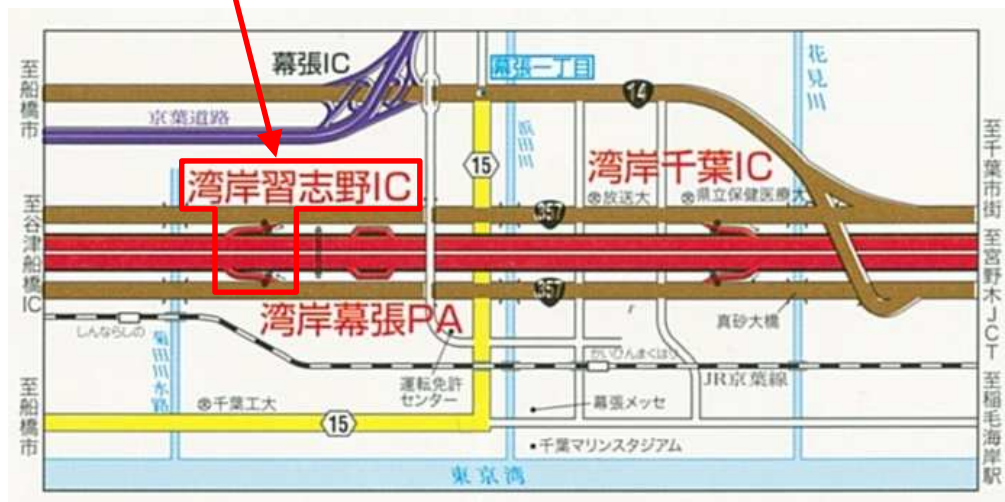 幕張IC
幕張一丁目
花見川
14
至船橋市
京葉道路
浜田川
至千葉市街
15
湾岸千葉IC
湾岸習志野IC
放送大
県立保健医療大
357
至谷津船橋IC
至宮野木JCT
357
湾岸幕張PA
真砂大橋
しんならしの
菊田川水路
かいひんまくはり
運転免許
センター
JR京葉線
至船橋市
千葉工大
15
幕張メッセ
至稲毛海岸駅
千葉マリンスタジアム
東京湾